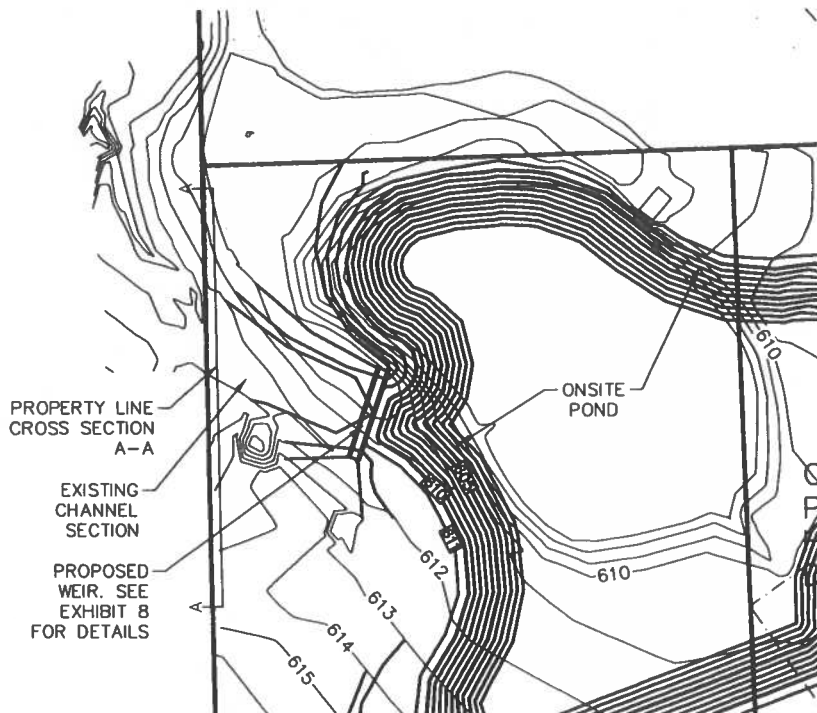 A
610
ONSITE
POND
PROPERTY LINE
CROSS SECTION
A-A
EXISTING
CHANNEL
SECTION
PROPOSED
WEIR. SEE
EXHIBIT 8
FOR DETAILS
610
611
612
610
613
614
615
A